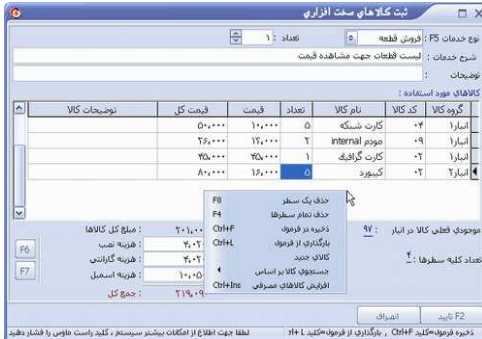 ثبت کالاهای سخت افزاری
نوع خدمات F5 : فروش قطعه
تعداد : ۱
شرح خدمات : لیست قطعات جهت مشاهده قیمت
توضیحات :
کالاهای مورد استفاده :
گروه کالا کد کالا نام کالا تعداد قیمت قیمت کل توضیحات کالا
انبار۱ ۰۴ کارت شبکه ۵ ۱۰,۰۰۰ ۵۰,۰۰۰
انبار۱ ۰۹ مودم internal ۲ ۱۳,۰۰۰ ۲۶,۰۰۰
انبار۱ ۰۲ کارت گرافیک ۱ ۴۵,۰۰۰ ۴۵,۰۰۰
انبار۲ ۰۲ کیبورد ۵ ۱۶,۰۰۰ ۸۰,۰۰۰
حذف یک سطر F8
حذف تمام سطرها F4
ذخیره در فرمول Ctrl+F
بارگذاری از فرمول Ctrl+L
کالای جدید
جستجوی کالا بر اساس
افزایش کالاهای مصرفی Ctrl+Ins
موجودی فعلی کالا در انبار : ۹۷
تعداد کلیه سطرها : ۴
مبلغ کل کالاها :
هزینه نصب :
هزینه گارانتی :
هزینه اسمبل :
جمع کل :
F6
F7
F2 تایید
انصراف
لطفا جهت اطلاع از امکانات بیشتر سیستم ، کلید راست ماوس را فشار دهید
ذخیره فرمول=کلید Ctrl+F , بارگذاری از فرمول=کلید